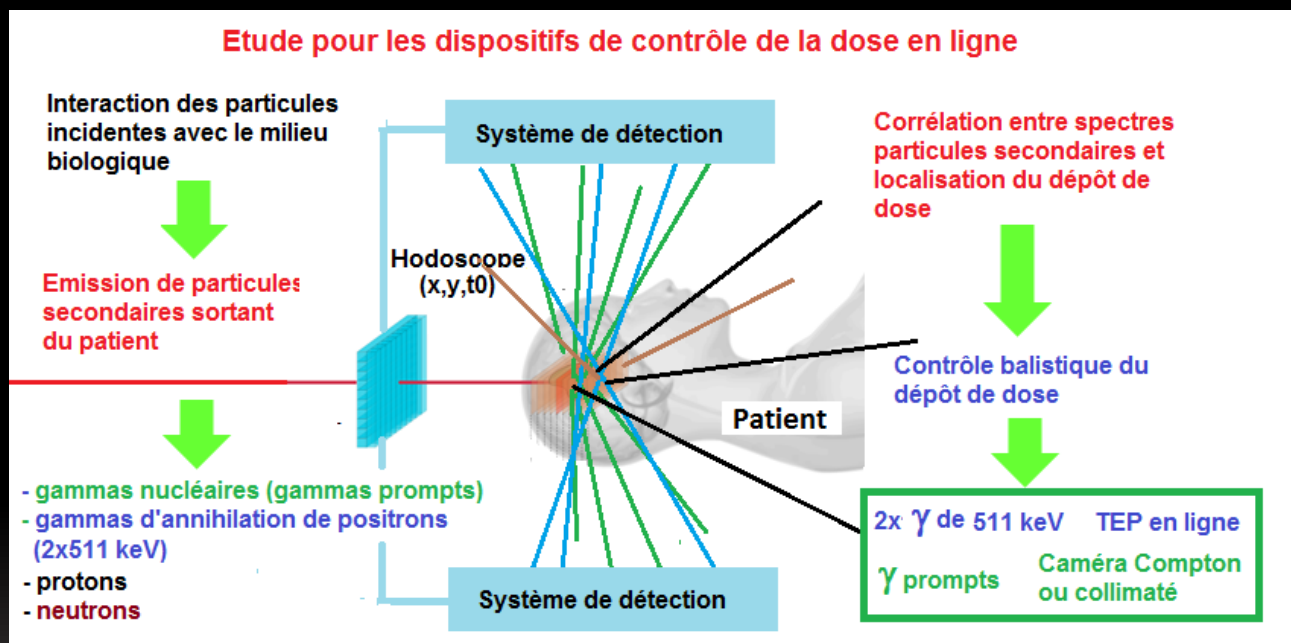 Etude pour les dispositifs de contrôle de la dose en ligne
Interaction des particules
incidentes avec le milieu
biologique
Emission de particules
secondaires sortant
du patient
- gammas nucléaires (gammas prompts)
- gammas d'annihilation de positrons
(2x511 keV)
- protons
- neutrons
Système de détection
Hodoscope
(x,y,t0)
Patient
Système de détection
Corrélation entre spectres
particules secondaires et
localisation du dépôt de
dose
Contrôle balistique du
dépôt de dose
2x γ de 511 keV TEP en ligne
γ prompts Caméra Compton
ou collimaté